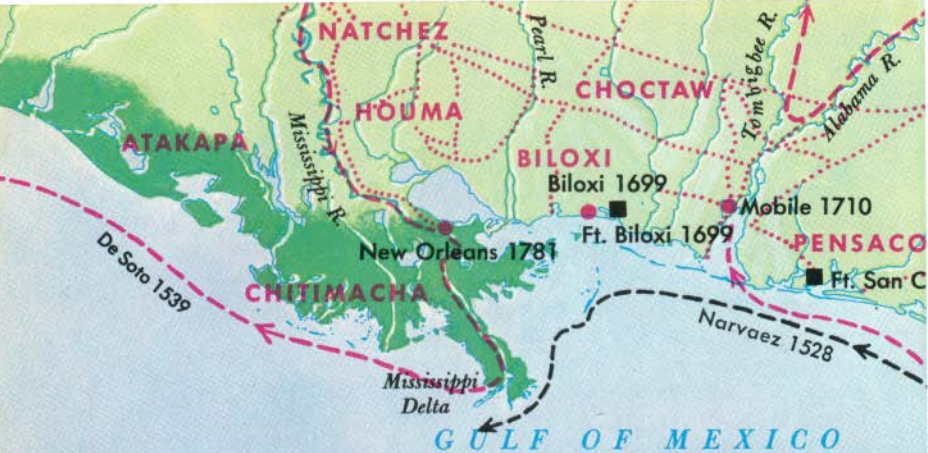 NATCHEZ
Pearl R.
Tombigbee R.
Alabama R.
CHOCTAW
HOUMA
ATAKAPA
Mississippi R.
BILOXI
Biloxi 1699
Mobile 1710
Ft. Biloxi 1699
New Orleans 1781
PENSACO
Ft. San C
De Soto 1539
CHITIMACHA
Narvaez 1528
Mississippi
Delta
GULF OF MEXICO